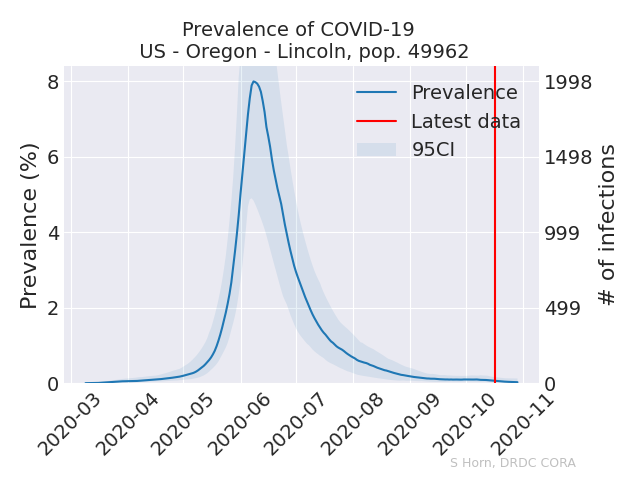 Prevalence of COVID-19
US - Oregon - Lincoln, pop. 49962
Prevalence (%)
8
6
4
2
0
Prevalence
Latest data
95CI
1998
1498
999
499
0
# of infections
2020-03
2020-04
2020-05
2020-06
2020-07
2020-08
2020-09
2020-10
2020-11
S Horn, DRDC CORA